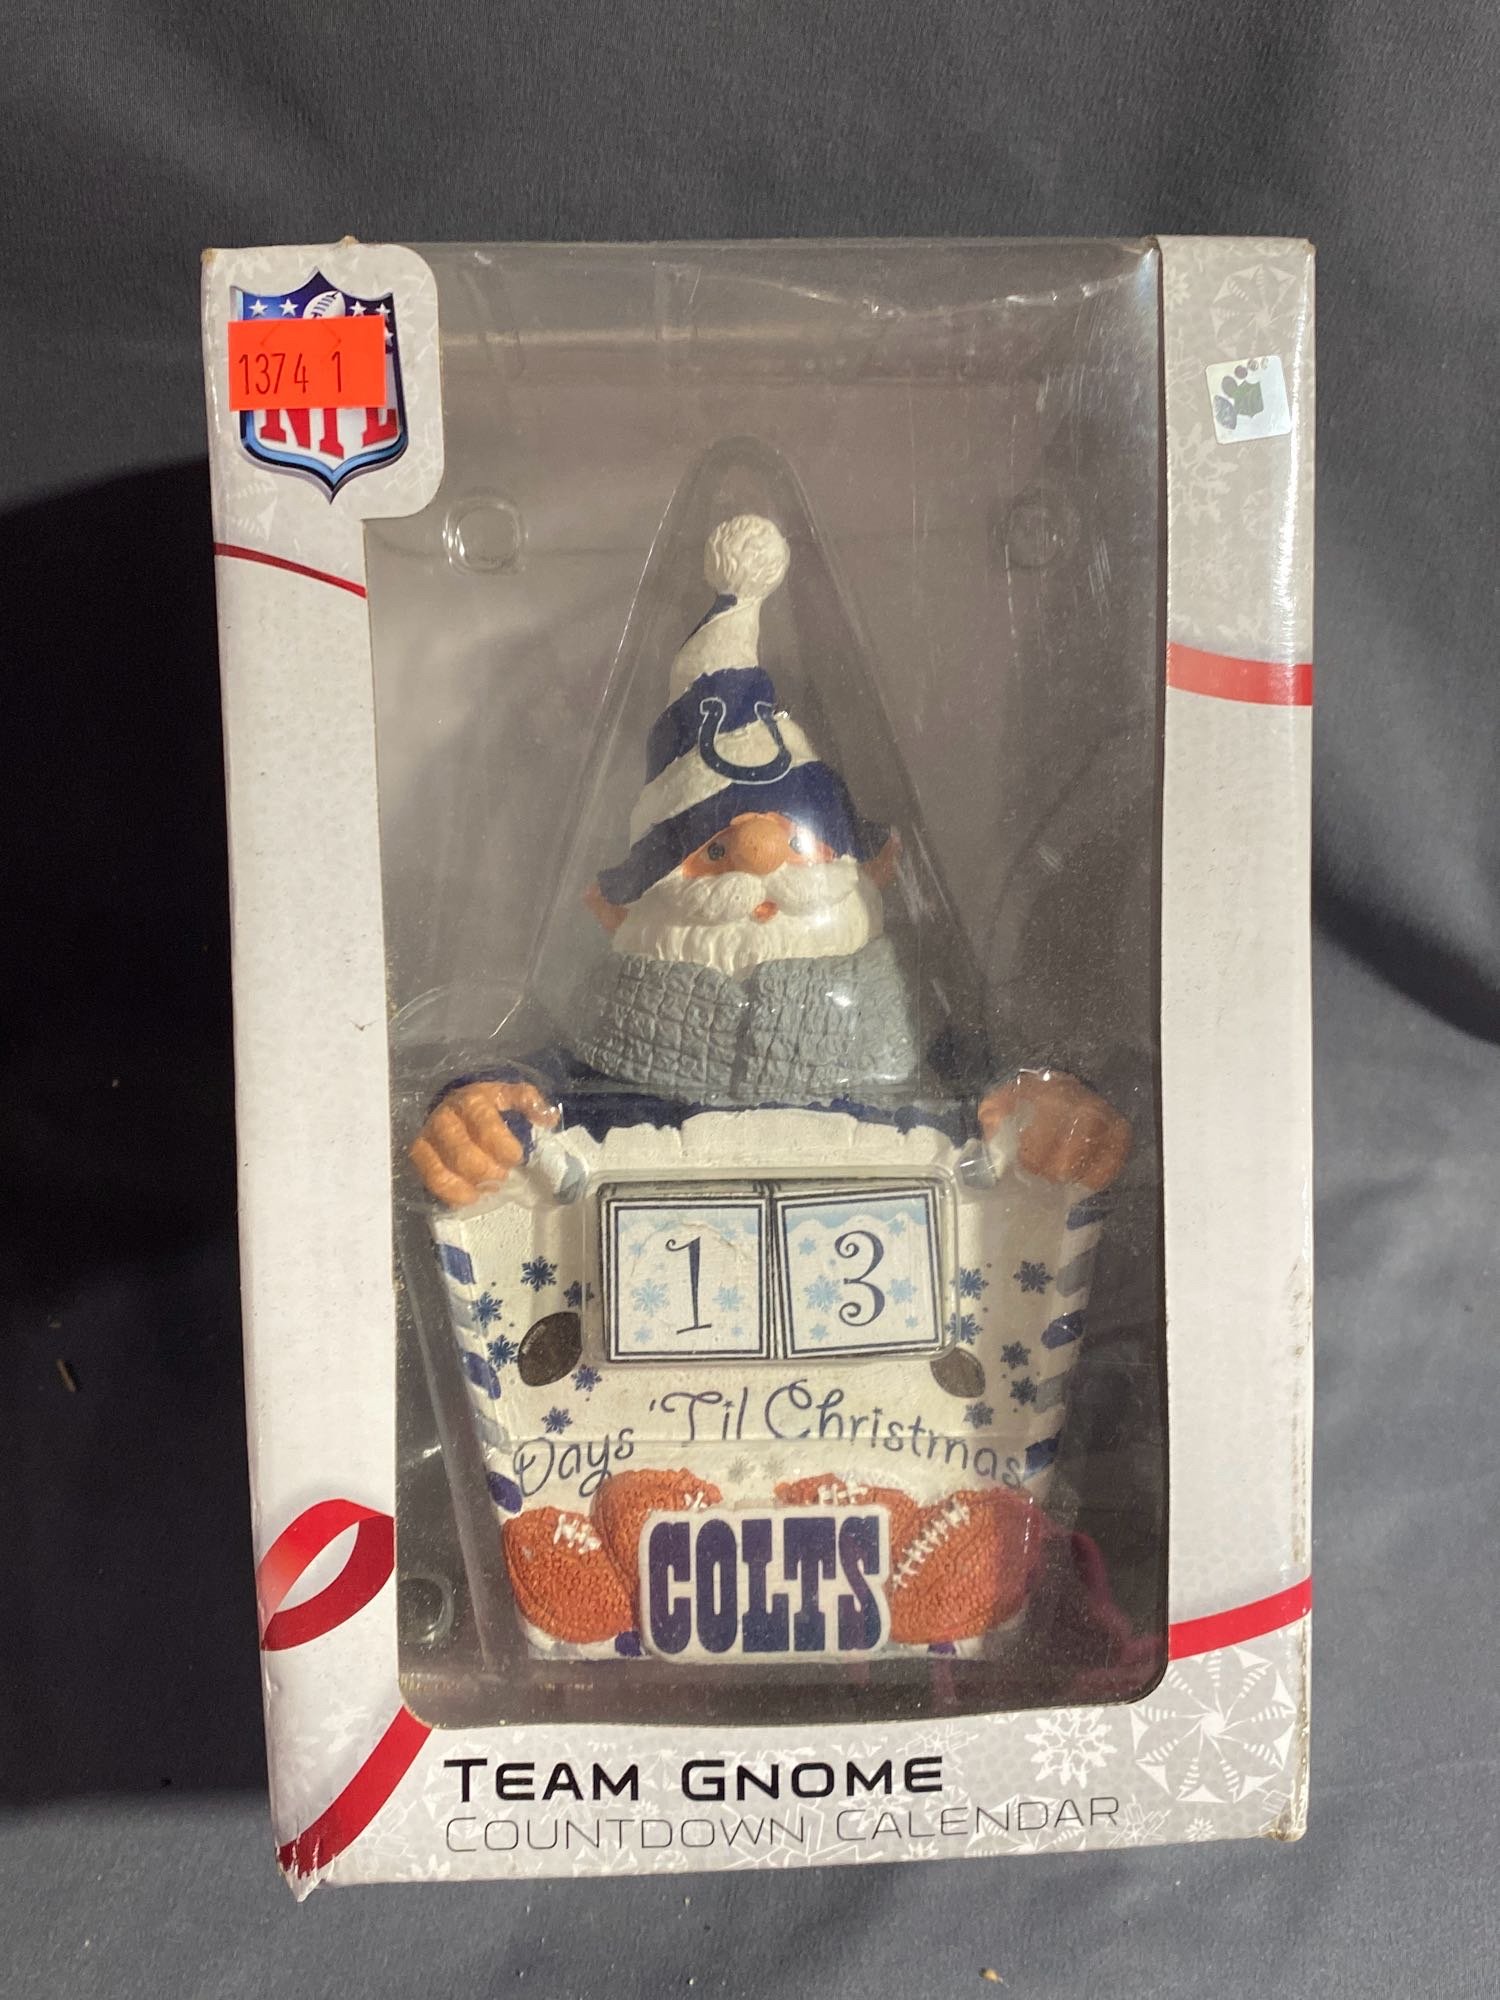 1374 1
NFL
1 3
Days 'Til Christmas
COLTS
TEAM GNOME
COUNTDOWN CALENDAR